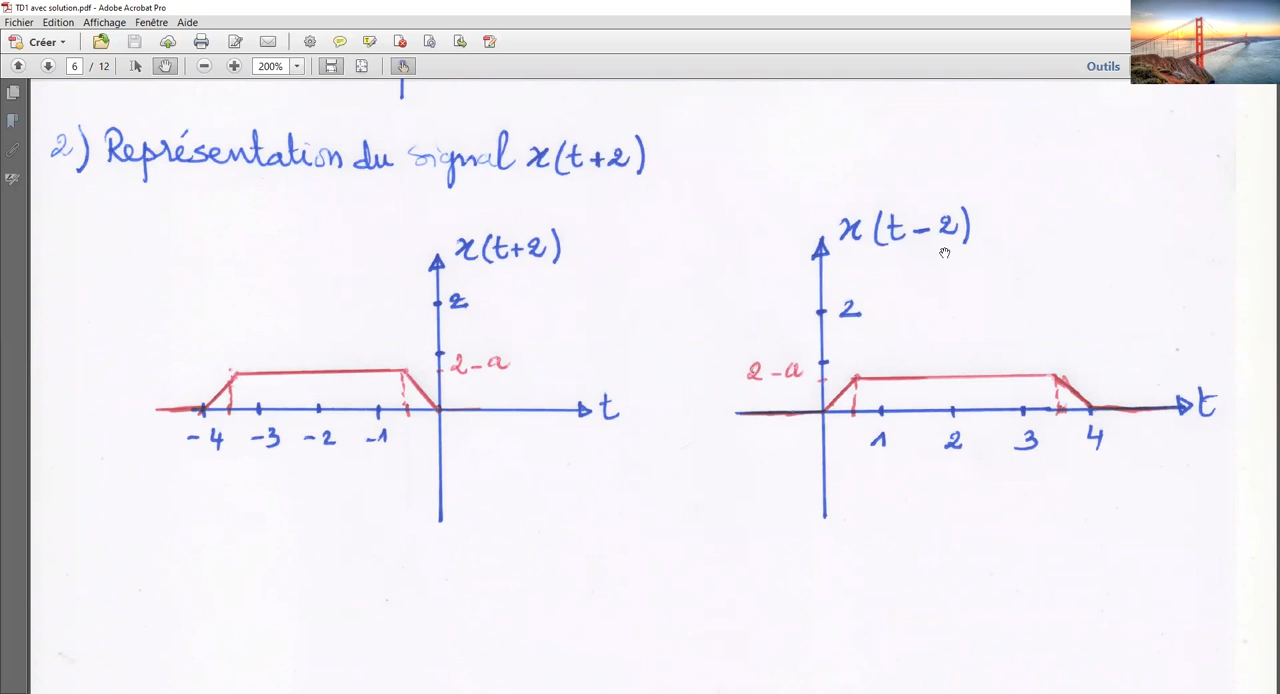 TD1 avec solution.pdf - Adobe Acrobat Pro
Fichier Edition Affichage Fenêtre Aide
Créer
6 / 12 200% Outils
2) Représentation du signal x(t+2)
x(t+2)
2
2-a
t
-4 -3 -2 -1
x(t-2)
2
2-a
t
1 2 3 4